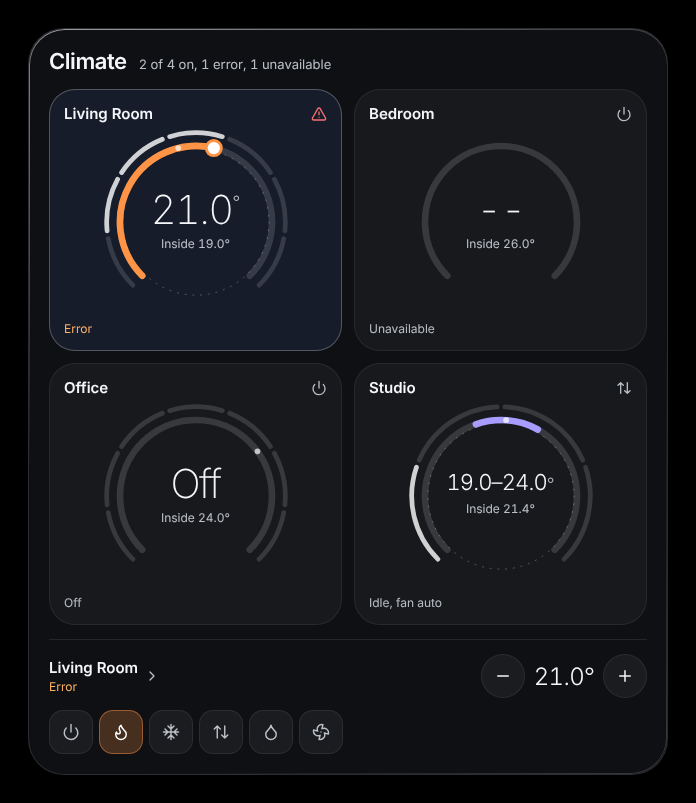 Climate 2 of 4 on, 1 error, 1 unavailable
Living Room
21.0°
Inside 19.0°
Error
Bedroom
– –
Inside 26.0°
Unavailable
Office
Off
Inside 24.0°
Off
Studio
19.0–24.0°
Inside 21.4°
Idle, fan auto
Living Room
Error
21.0°